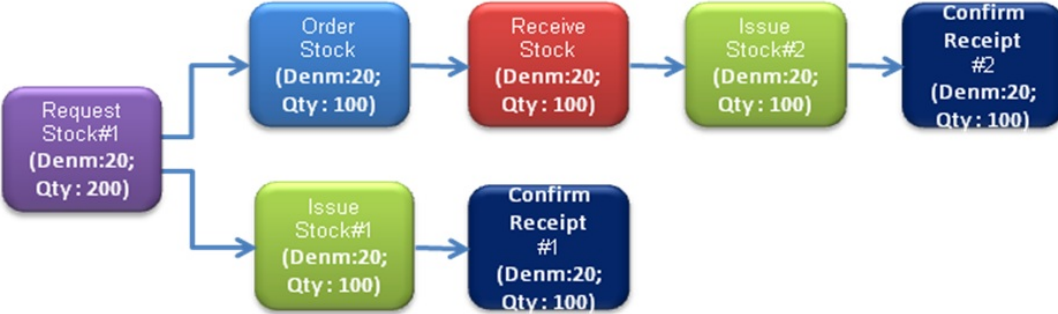 Order
Stock
(Denm:20;
Qty : 100)
Receive
Stock
(Denm:20;
Qty : 100)
Issue
Stock#2
(Denm:20;
Qty : 100)
Confirm
Receipt
#2
(Denm:20;
Qty : 100)
Request
Stock#1
(Denm:20;
Qty : 200)
Issue
Stock#1
(Denm:20;
Qty : 100)
Confirm
Receipt
#1
(Denm:20;
Qty : 100)